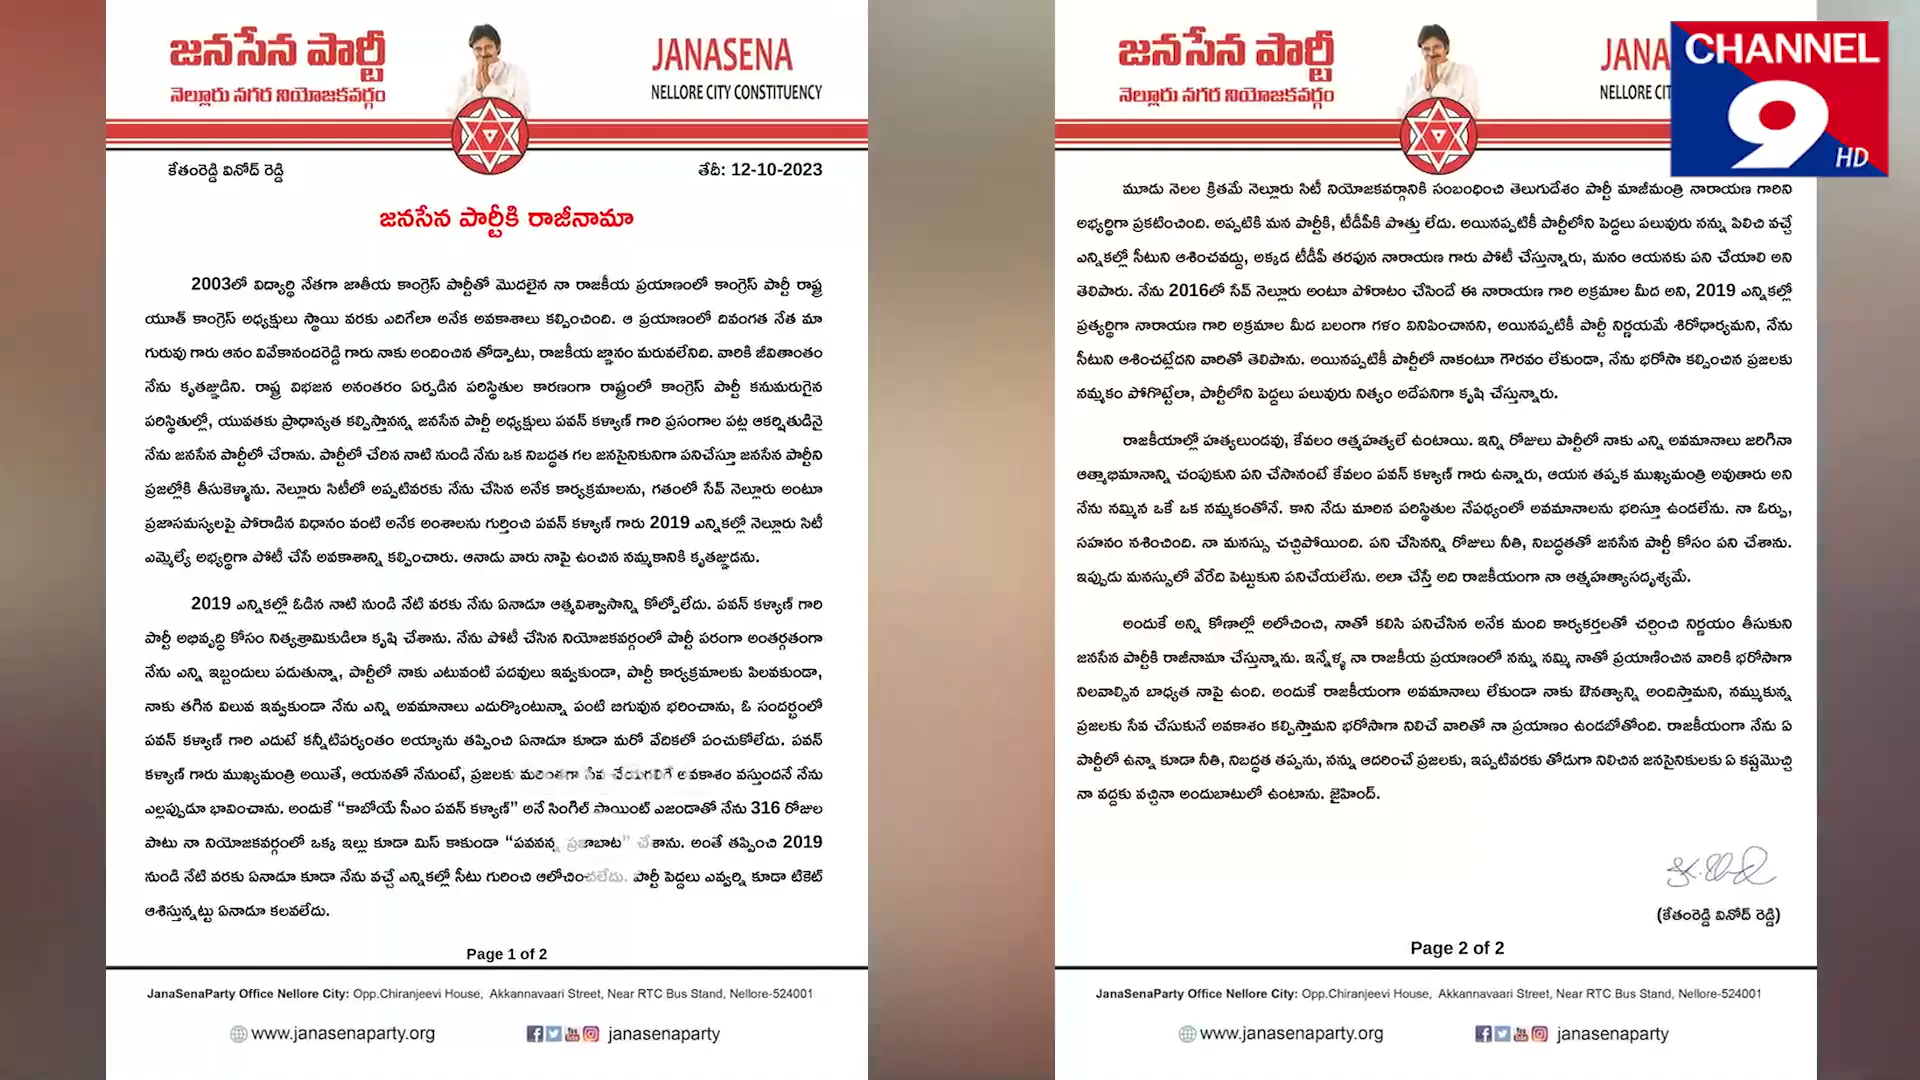 జనసేన పార్టీ
నెల్లూరు నగర నియోజకవర్గం
JANASENA
NELLORE CITY CONSTITUENCY
కేతంరెడ్డి వినోద్ రెడ్డి
తేదీ: 12-10-2023
జనసేన పార్టీకి రాజీనామా
2003లో విద్యార్థి నేతగా జాతీయ కాంగ్రెస్ పార్టీతో మొదలైన నా రాజకీయ ప్రయాణంలో కాంగ్రెస్ పార్టీ రాష్ట్ర
యూత్ కాంగ్రెస్ అధ్యక్షులు స్థాయి వరకు ఎదిగేలా అనేక అవకాశాలు కల్పించింది. ఆ ప్రయాణంలో దివంగత నేత మా
గురువు గారు ఆనం వివేకానందరెడ్డి గారు నాకు అందించిన తోడ్పాటు, రాజకీయ జ్ఞానం మరువలేనిది. వారికి జీవితాంతం
నేను కృతజ్ఞుడిని. రాష్ట్ర విభజన అనంతరం ఏర్పడిన పరిస్థితుల కారణంగా రాష్ట్రంలో కాంగ్రెస్ పార్టీ కనుమరుగైన
పరిస్థితుల్లో, యువతకు ప్రాధాన్యత కల్పిస్తానన్న జనసేన పార్టీ అధ్యక్షులు పవన్ కళ్యాణ్ గారి ప్రసంగాల పట్ల ఆకర్షితుడినై
నేను జనసేన పార్టీలో చేరాను. పార్టీలో చేరిన నాటి నుండి నేను ఒక నిబద్ధత గల జనసైనికునిగా పనిచేస్తూ జనసేన పార్టీని
ప్రజల్లోకి తీసుకెళ్ళాను. నెల్లూరు సిటీలో అప్పటివరకు నేను చేసిన అనేక కార్యక్రమాలను, గతంలో సేవ్ నెల్లూరు అంటూ
ప్రజాసమస్యలపై పోరాడిన విధానం వంటి అనేక అంశాలను గుర్తించి పవన్ కళ్యాణ్ గారు 2019 ఎన్నికల్లో నెల్లూరు సిటీ
ఎమ్మెల్యే అభ్యర్థిగా పోటీ చేసే అవకాశాన్ని కల్పించారు. ఆనాడు వారు నాపై ఉంచిన నమ్మకానికి కృతజ్ఞుడను.
2019 ఎన్నికల్లో ఓడిన నాటి నుండి నేటి వరకు నేను ఏనాడూ ఆత్మవిశ్వాసాన్ని కోల్పోలేదు. పవన్ కళ్యాణ్ గారి
పార్టీ అభివృద్ధి కోసం నిత్యశ్రామికుడిలా కృషి చేశాను. నేను పోటీ చేసిన నియోజకవర్గంలో పార్టీ పరంగా అంతర్గతంగా
నేను ఎన్ని ఇబ్బందులు పడుతున్నా, పార్టీలో నాకు ఎటువంటి పదవులు ఇవ్వకుండా, పార్టీ కార్యక్రమాలకు పిలవకుండా,
నాకు తగిన విలువ ఇవ్వకుండా నేను ఎన్ని అవమానాలు ఎదుర్కొంటున్నా పంటి బిగువున భరించాను, ఓ సందర్భంలో
పవన్ కళ్యాణ్ గారి ఎదుటే కన్నీటిపర్యంతం అయ్యాను తప్పించి ఏనాడూ కూడా మరో వేదికలో పంచుకోలేదు. పవన్
కళ్యాణ్ గారు ముఖ్యమంత్రి అయితే, ఆయనతో నేనుంటే, ప్రజలకు మరింతగా సేవ చేయగలిగే అవకాశం వస్తుందనే నేను
ఎల్లప్పుడూ భావించాను. అందుకే “కాబోయే సీఎం పవన్ కళ్యాణ్” అనే సింగిల్ పాయింట్ ఎజండాతో నేను 316 రోజుల
పాటు నా నియోజకవర్గంలో ఒక్క ఇల్లు కూడా మిస్ కాకుండా “పవనన్న ప్రజాబాట” చేశాను. అంతే తప్పించి 2019
నుండి నేటి వరకు ఏనాడూ కూడా నేను వచ్చే ఎన్నికల్లో సీటు గురించి ఆలోచించలేదు. పార్టీ పెద్దలు ఎవ్వర్ని కూడా టికెట్
ఆశిస్తున్నట్టు ఏనాడూ కలవలేదు.
Page 1 of 2
JanaSenaParty Office Nellore City: Opp.Chiranjeevi House, Akkannavaari Street, Near RTC Bus Stand, Nellore-524001
www.janasenaparty.org
janasenaparty
జనసేన పార్టీ
నెల్లూరు నగర నియోజకవర్గం
JANA
NELLORE CIT
CHANNEL
9
HD
మూడు నెలల క్రితమే నెల్లూరు సిటీ నియోజకవర్గానికి సంబంధించి తెలుగుదేశం పార్టీ మాజీమంత్రి నారాయణ గారిని
అభ్యర్థిగా ప్రకటించింది. అప్పటికి మన పార్టీకి, టీడీపీకి పొత్తు లేదు. అయినప్పటికీ పార్టీలోని పెద్దలు పలువురు నన్ను పిలిచి వచ్చే
ఎన్నికల్లో సీటుని ఆశించవద్దు, అక్కడ టీడీపీ తరఫున నారాయణ గారు పోటీ చేస్తున్నారు, మనం ఆయనకు పని చేయాలి అని
తెలిపారు. నేను 2016లో సేవ్ నెల్లూరు అంటూ పోరాటం చేసిందే ఈ నారాయణ గారి అక్రమాల మీద అని, 2019 ఎన్నికల్లో
ప్రత్యర్థిగా నారాయణ గారి అక్రమాల మీద బలంగా గళం వినిపించానని, అయినప్పటికీ పార్టీ నిర్ణయమే శిరోధార్యమని, నేను
సీటుని ఆశించట్లేదని వారితో తెలిపాను. అయినప్పటికీ పార్టీలో నాకంటూ గౌరవం లేకుండా, నేను భరోసా కల్పించిన ప్రజలకు
నమ్మకం పోగొట్టేలా, పార్టీలోని పెద్దలు పలువురు నిత్యం అదేపనిగా కృషి చేస్తున్నారు.
రాజకీయాల్లో హత్యలుండవు, కేవలం ఆత్మహత్యలే ఉంటాయి. ఇన్ని రోజులు పార్టీలో నాకు ఎన్ని అవమానాలు జరిగినా
ఆత్మాభిమానాన్ని చంపుకుని పని చేసానంటే కేవలం పవన్ కళ్యాణ్ గారు ఉన్నారు, ఆయన తప్పక ముఖ్యమంత్రి అవుతారు అని
నేను నమ్మిన ఒకే ఒక నమ్మకంతోనే. కాని నేడు మారిన పరిస్థితుల నేపథ్యంలో అవమానాలను భరిస్తూ ఉండలేను. నా ఓర్పు,
సహనం నశించింది. నా మనస్సు చచ్చిపోయింది. పని చేసినన్ని రోజులు నీతి, నిబద్ధతతో జనసేన పార్టీ కోసం పని చేశాను.
ఇప్పుడు మనస్సులో వేరేది పెట్టుకుని పనిచేయలేను. అలా చేస్తే అది రాజకీయంగా నా ఆత్మహత్యాసదృశ్యమే.
అందుకే అన్ని కోణాల్లో అలోచించి, నాతో కలిసి పనిచేసిన అనేక మంది కార్యకర్తలతో చర్చించి నిర్ణయం తీసుకుని
జనసేన పార్టీకి రాజీనామా చేస్తున్నాను. ఇన్నేళ్ళ నా రాజకీయ ప్రయాణంలో నన్ను నమ్మి నాతో ప్రయాణించిన వారికి భరోసాగా
నిలవాల్సిన బాధ్యత నాపై ఉంది. అందుకే రాజకీయంగా అవమానాలు లేకుండా నాకు ఔనత్యాన్ని అందిస్తామని, నమ్ముకున్న
ప్రజలకు సేవ చేసుకునే అవకాశం కల్పిస్తామని భరోసాగా నిలిచే వారితో నా ప్రయాణం ఉండబోతోంది. రాజకీయంగా నేను ఏ
పార్టీలో ఉన్నా కూడా నీతి, నిబద్ధత తప్పను, నన్ను ఆదరించే ప్రజలకు, ఇప్పటివరకు తోడుగా నిలిచిన జనసైనికులకు ఏ కష్టమొచ్చి
నా వద్దకు వచ్చినా అందుబాటులో ఉంటాను. జైహింద్.
(కేతంరెడ్డి వినోద్ రెడ్డి)
Page 2 of 2
JanaSenaParty Office Nellore City: Opp.Chiranjeevi House, Akkannavaari Street, Near RTC Bus Stand, Nellore-524001
www.janasenaparty.org
janasenaparty